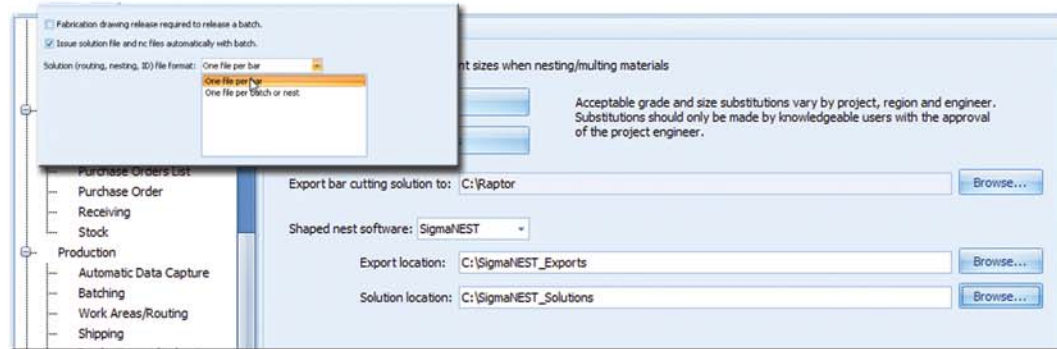 Fabrication drawing release required to release a batch.
Issue solution file and nc files automatically with batch.
Solution (routing, nesting, ID) file format: One file per bar
One file per bar
One file per batch or nest
nt sizes when nesting/multing materials
Acceptable grade and size substitutions vary by project, region and engineer.
Substitutions should only be made by knowledgeable users with the approval
of the project engineer.
Purchase Orders List
Purchase Order
Receiving
Stock
Production
Automatic Data Capture
Batching
Work Areas/Routing
Shipping
Export bar cutting solution to: C:\Raptor Browse...
Shaped nest software: SigmaNEST
Export location: C:\SigmaNEST_Exports Browse...
Solution location: C:\SigmaNEST_Solutions Browse...